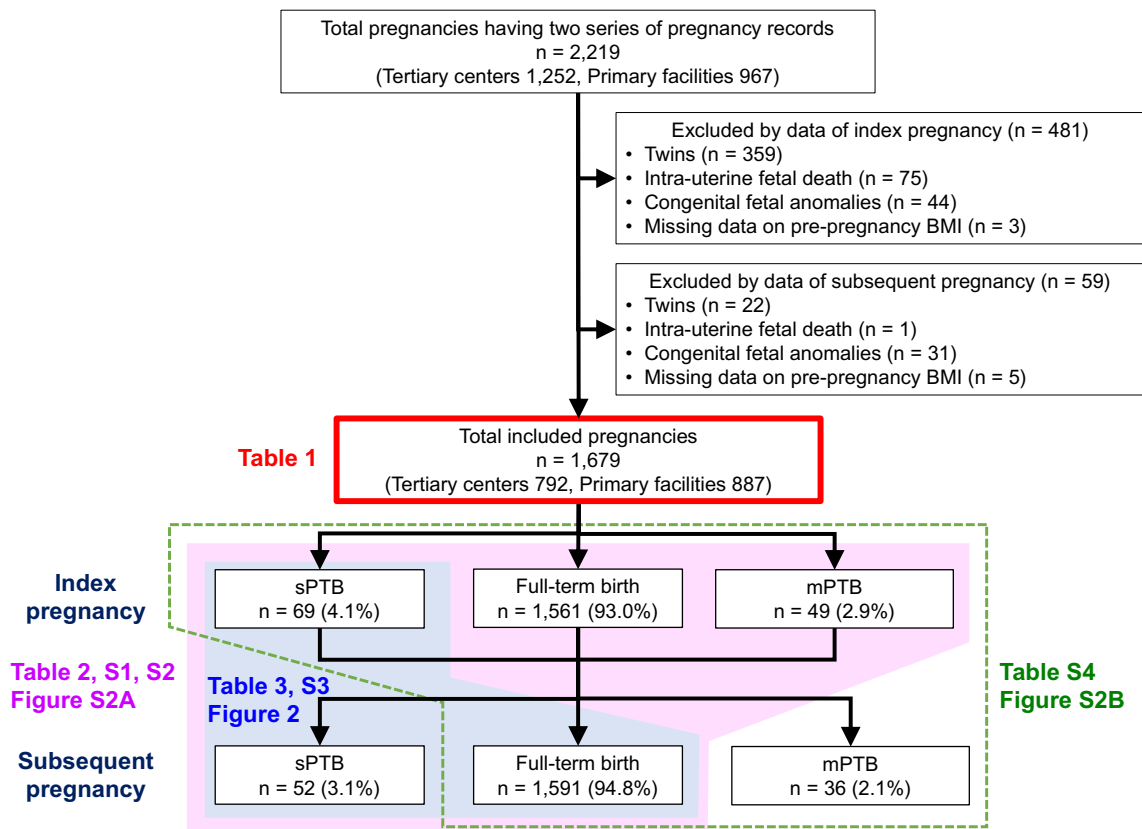 Total pregnancies having two series of pregnancy records
n = 2,219
(Tertiary centers 1,252, Primary facilities 967)
Excluded by data of index pregnancy (n = 481)
• Twins (n = 359)
• Intra-uterine fetal death (n = 75)
• Congenital fetal anomalies (n = 44)
• Missing data on pre-pregnancy BMI (n = 3)
Excluded by data of subsequent pregnancy (n = 59)
• Twins (n = 22)
• Intra-uterine fetal death (n = 1)
• Congenital fetal anomalies (n = 31)
• Missing data on pre-pregnancy BMI (n = 5)
Table 1
Total included pregnancies
n = 1,679
(Tertiary centers 792, Primary facilities 887)
Index
pregnancy
sPTB
n = 69 (4.1%)
Full-term birth
n = 1,561 (93.0%)
mPTB
n = 49 (2.9%)
Table 2, S1, S2
Figure S2A
Table 3, S3
Figure 2
Table S4
Figure S2B
Subsequent
pregnancy
sPTB
n = 52 (3.1%)
Full-term birth
n = 1,591 (94.8%)
mPTB
n = 36 (2.1%)